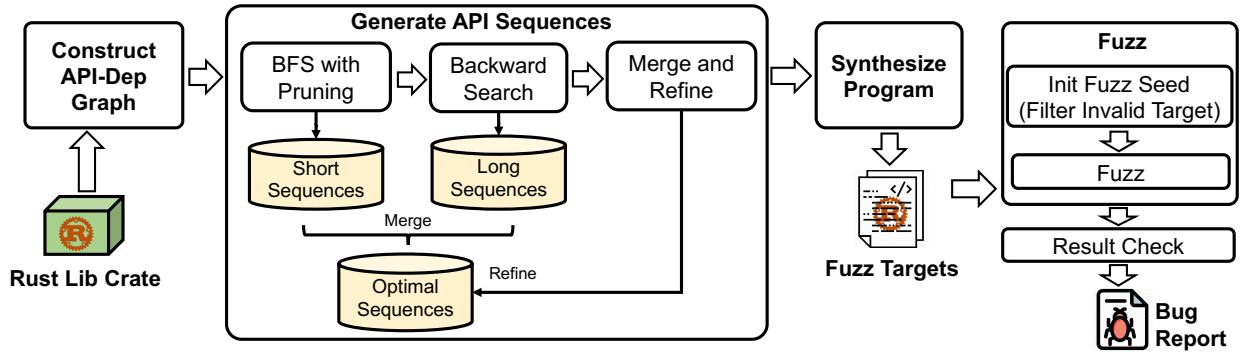 Construct
API-Dep
Graph
Rust Lib Crate
Generate API Sequences
BFS with
Pruning
Backward
Search
Merge and
Refine
Short
Sequences
Long
Sequences
Merge
Optimal
Sequences
Refine
Synthesize
Program
</>
R
Fuzz Targets
Fuzz
Init Fuzz Seed
(Filter Invalid Target)
Fuzz
Result Check
Bug
Report